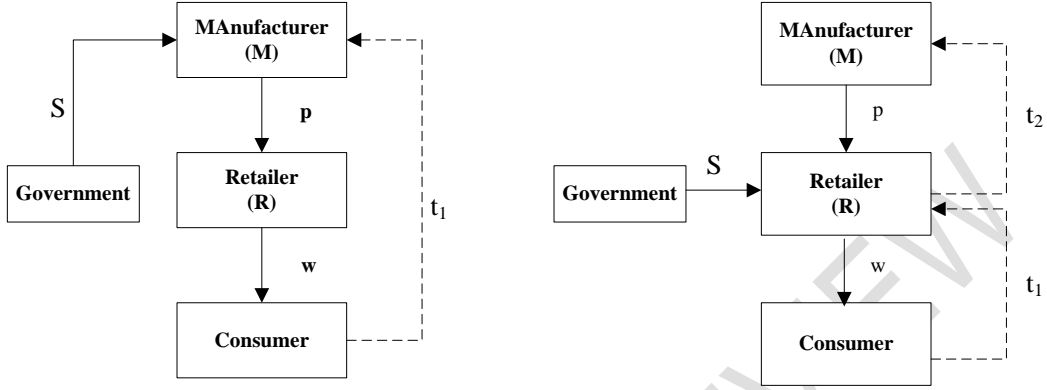 MAnufacturer
(M)
S
p
Government
Retailer
(R)
t1
w
Consumer
MAnufacturer
(M)
p
t2
S
Government
Retailer
(R)
w
t1
Consumer